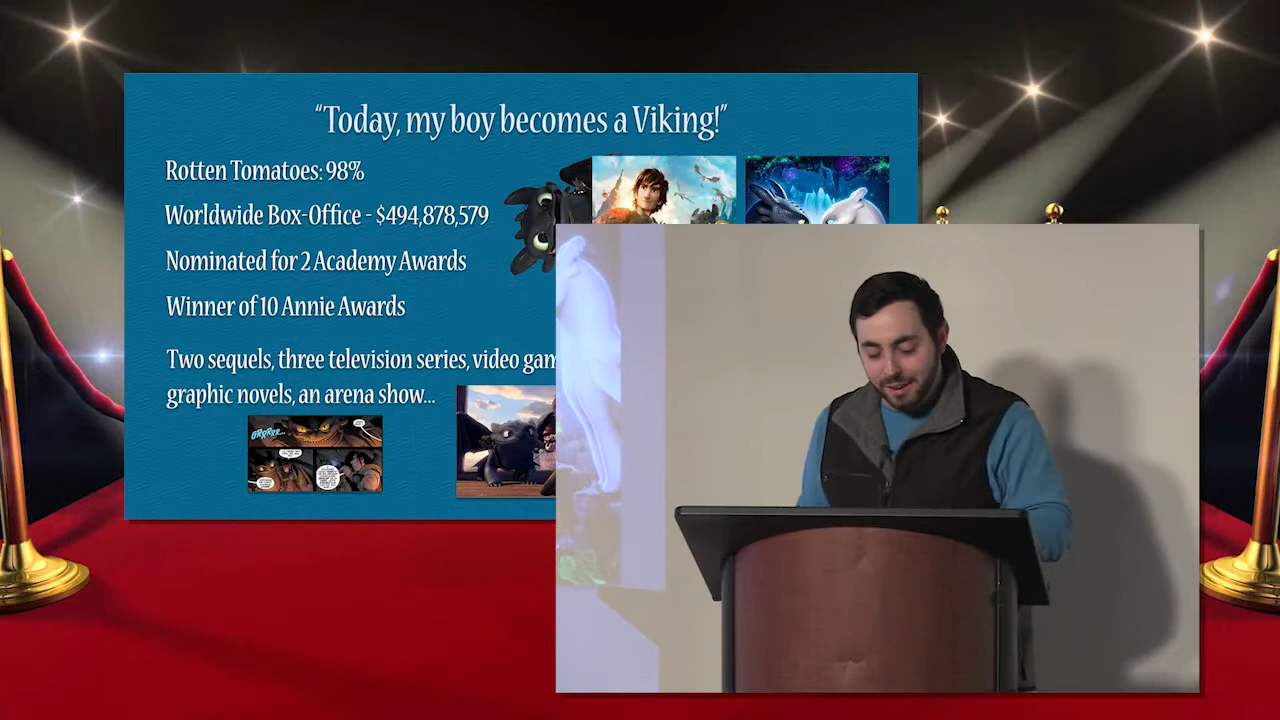 “Today, my boy becomes a Viking!”
Rotten Tomatoes: 98%
Worldwide Box-Office - $494,878,579
Nominated for 2 Academy Awards
Winner of 10 Annie Awards
Two sequels, three television series, video gam
graphic novels, an arena show...
GRRRRR...